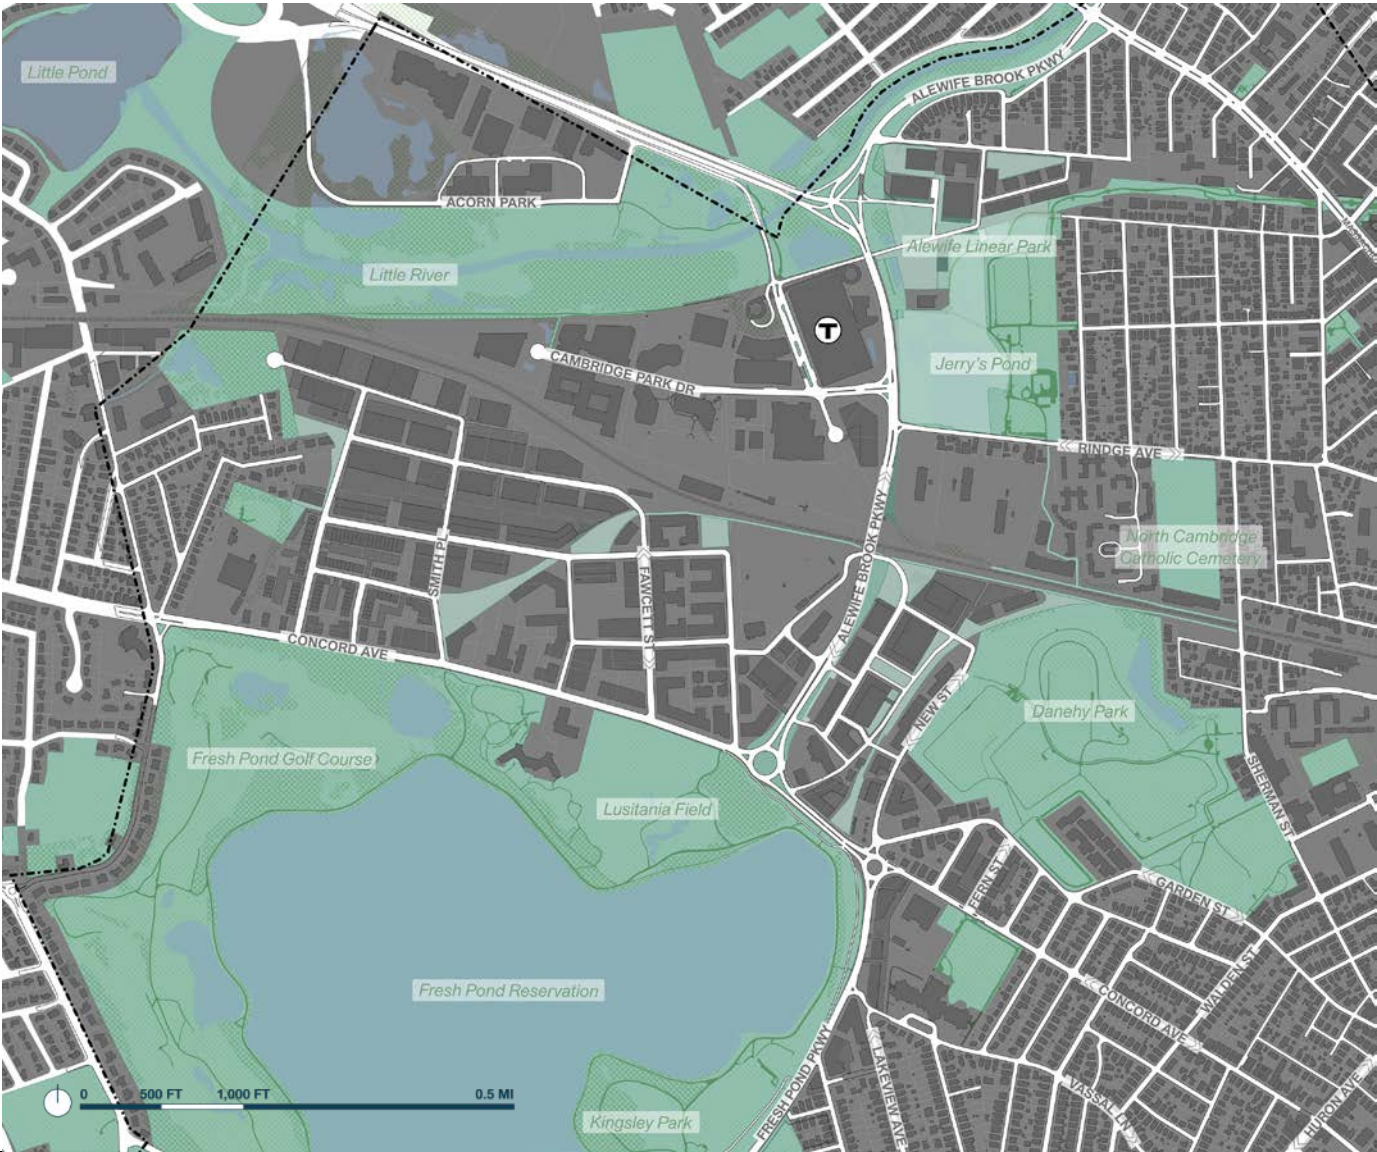 Little Pond
ALEWIFE BROOK PKWY
ACORN PARK
Alewife Linear Park
Little River
T
CAMBRIDGE PARK DR
Jerry's Pond
<< RINDGE AVE >>
ALEWIFE BROOK PKWY >>
North Cambridge
Catholic Cemetery
SMITH PL
<< FAWCETT ST >>
<< ALEWIFE BROOK PKWY
CONCORD AVE
<< NEW ST >>
Danehy Park
Fresh Pond Golf Course
SHERMAN ST
Lusitania Field
FERN ST >>
<< GARDEN ST >>
WALDEN ST
Fresh Pond Reservation
<< CONCORD AVE >>
FRESH POND PKWY
<< LAKEVIEW AVE
VASSAL LN >>
<< HURON AVE >>
0 500 FT 1,000 FT 0.5 MI
Kingsley Park